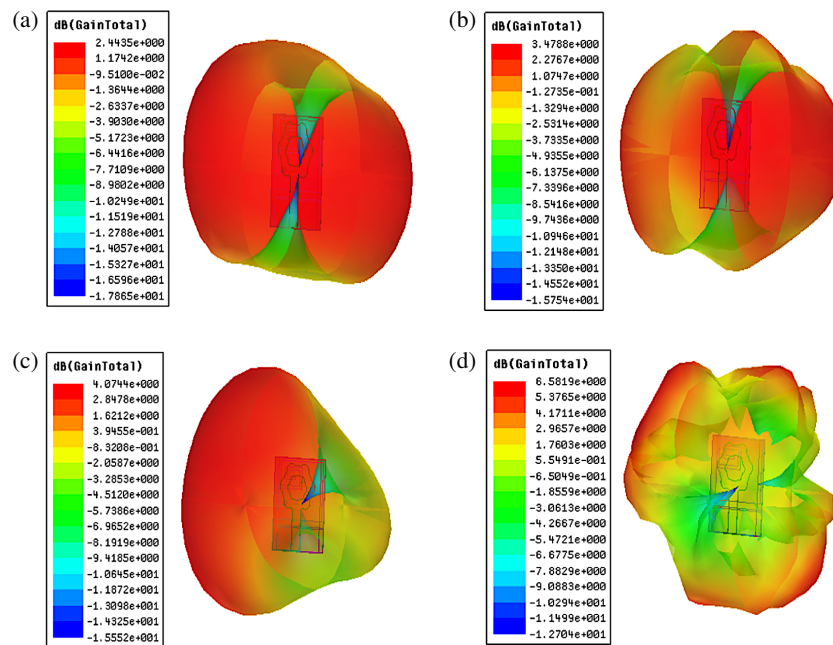 (a)
dB(GainTotal)
2.4435e+000
1.1742e+000
-9.5100e-002
-1.3644e+000
-2.6337e+000
-3.9030e+000
-5.1723e+000
-6.4416e+000
-7.7109e+000
-8.9802e+000
-1.0249e+001
-1.1519e+001
-1.2788e+001
-1.4057e+001
-1.5327e+001
-1.6596e+001
-1.7865e+001
(b)
dB(GainTotal)
3.4788e+000
2.2767e+000
1.0747e+000
-1.2735e-001
-1.3294e+000
-2.5314e+000
-3.7335e+000
-4.9355e+000
-6.1375e+000
-7.3396e+000
-8.5416e+000
-9.7436e+000
-1.0946e+001
-1.2148e+001
-1.3350e+001
-1.4552e+001
-1.5754e+001
(c)
dB(GainTotal)
4.0744e+000
2.8478e+000
1.6212e+000
3.9455e-001
-8.3208e-001
-2.0587e+000
-3.2853e+000
-4.5120e+000
-5.7386e+000
-6.9652e+000
-8.1919e+000
-9.4185e+000
-1.0645e+001
-1.1872e+001
-1.3098e+001
-1.4325e+001
-1.5552e+001
(d)
dB(GainTotal)
6.5819e+000
5.3765e+000
4.1711e+000
2.9657e+000
1.7603e+000
5.5491e-001
-6.5049e-001
-1.8559e+000
-3.0613e+000
-4.2667e+000
-5.4721e+000
-6.6775e+000
-7.8829e+000
-9.0883e+000
-1.0294e+001
-1.1499e+001
-1.2704e+001